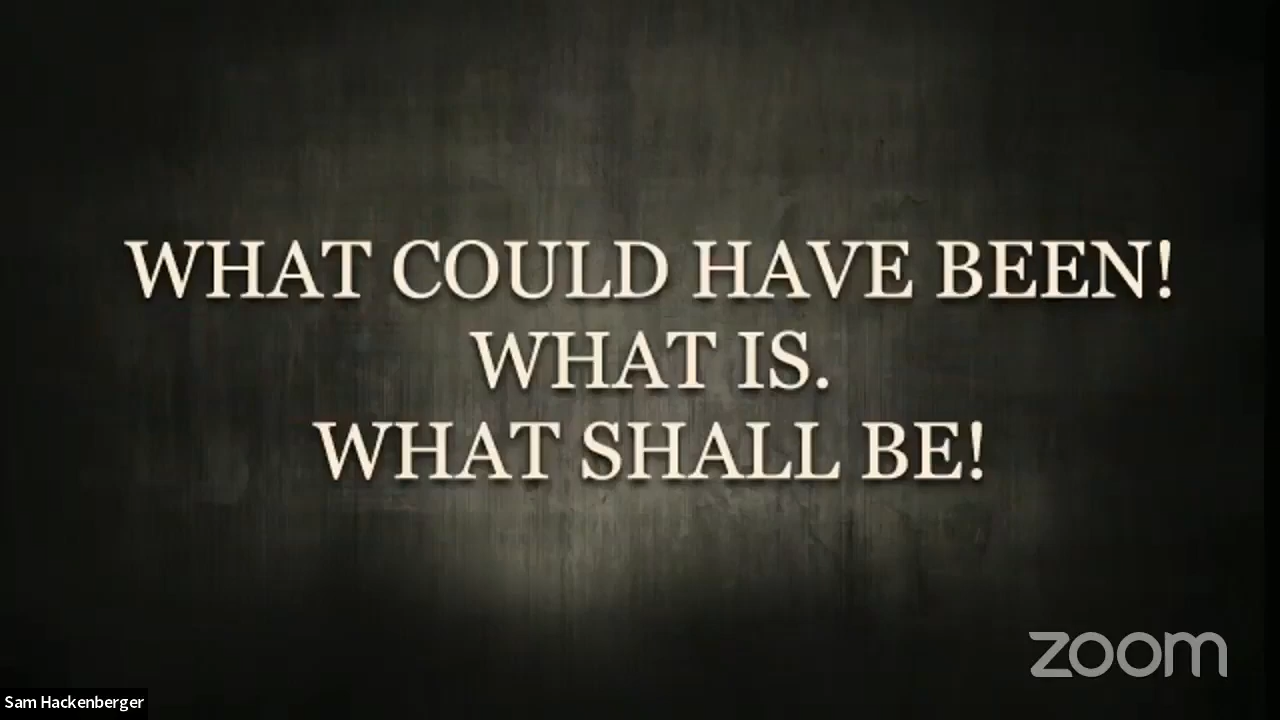 WHAT COULD HAVE BEEN!
WHAT IS.
WHAT SHALL BE!
zoom
Sam Hackenberger